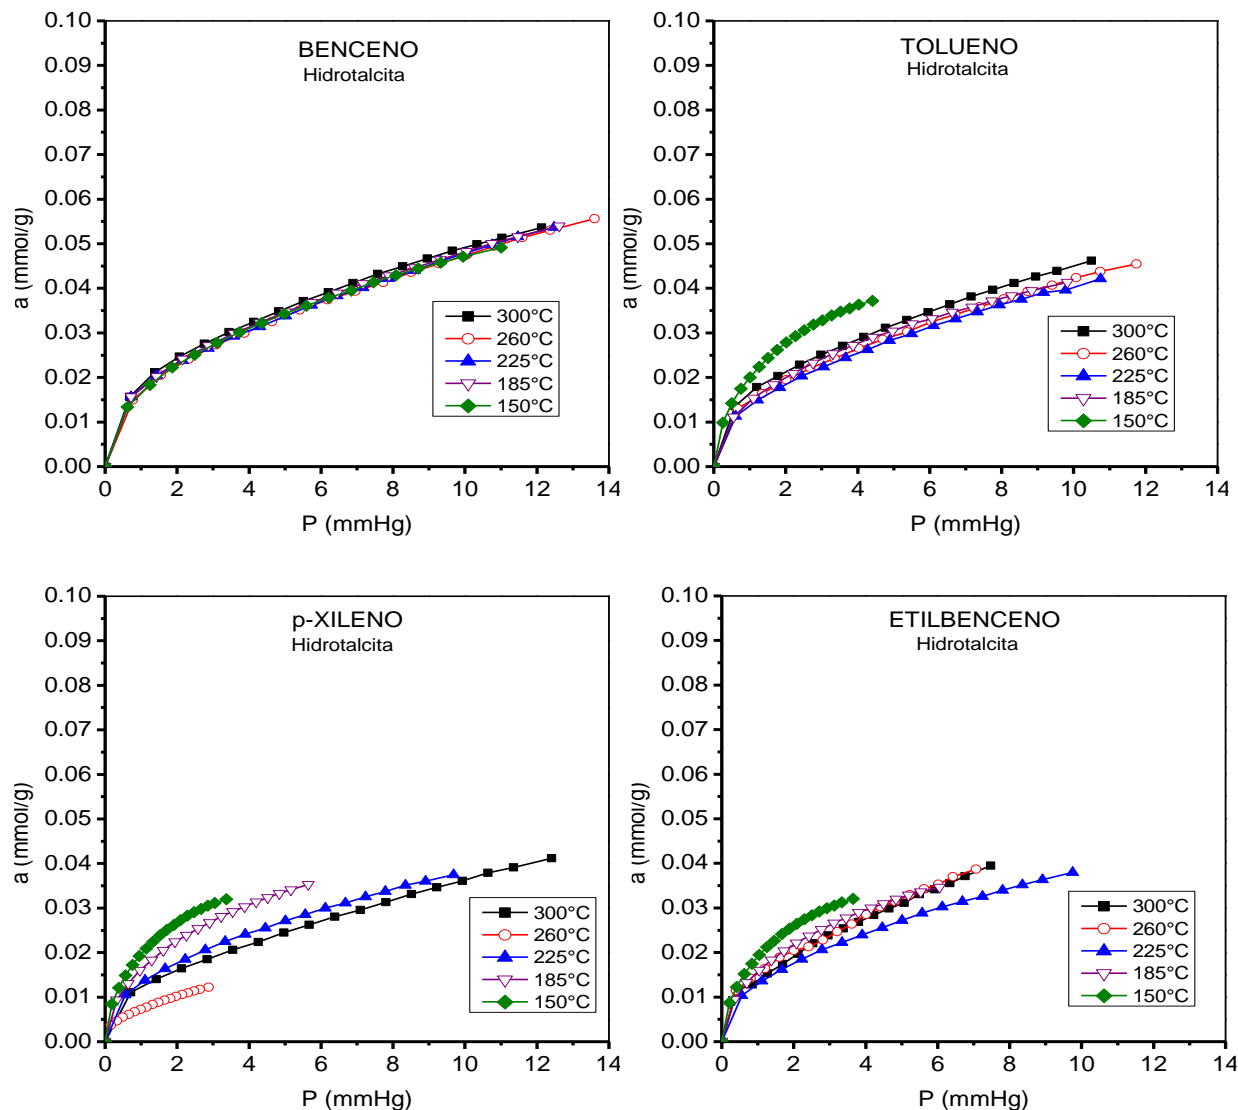 BENCENO
Hidrotalcita
a (mmol/g)
0.10
0.09
0.08
0.07
0.06
0.05
0.04
0.03
0.02
0.01
0.00
300°C
260°C
225°C
185°C
150°C
0 2 4 6 8 10 12 14
P (mmHg)
TOLUENO
Hidrotalcita
a (mmol/g)
0.10
0.09
0.08
0.07
0.06
0.05
0.04
0.03
0.02
0.01
0.00
300°C
260°C
225°C
185°C
150°C
0 2 4 6 8 10 12 14
P (mmHg)
p-XILENO
Hidrotalcita
a (mmol/g)
0.10
0.09
0.08
0.07
0.06
0.05
0.04
0.03
0.02
0.01
0.00
300°C
260°C
225°C
185°C
150°C
0 2 4 6 8 10 12 14
P (mmHg)
ETILBENCENO
Hidrotalcita
a (mmol/g)
0.10
0.09
0.08
0.07
0.06
0.05
0.04
0.03
0.02
0.01
0.00
300°C
260°C
225°C
185°C
150°C
0 2 4 6 8 10 12 14
P (mmHg)